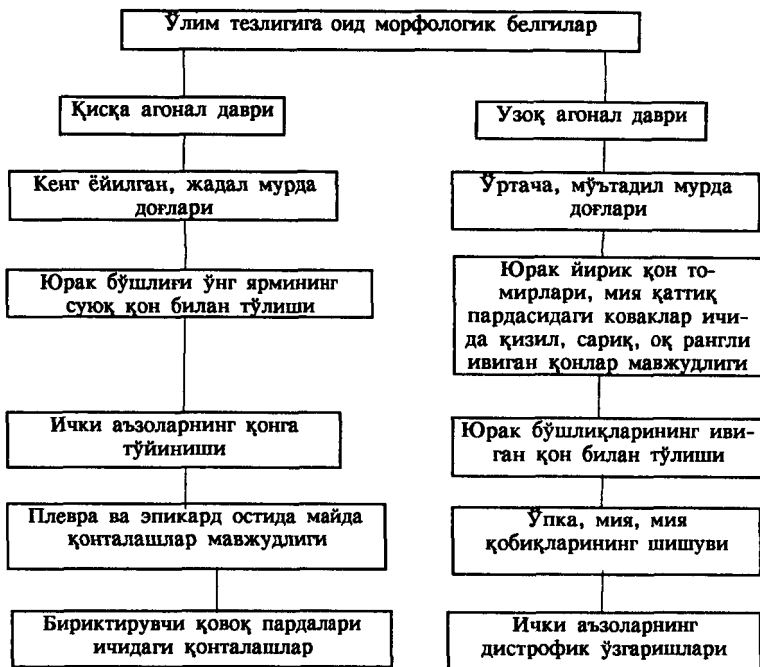 Ўлим тезлигига оид морфологик белгилар
Қисқа агонал даври
Кенг ёйилган, жадал мурда
доғлари
Юрак бўшлиғи ўнг ярмининг
суюқ қон билан тўлиши
Ички аъзоларнинг қонга
тўйиниши
Плевра ва эпикард остида майда
қонталашлар мавжудлиги
Бириктирувчи қовоқ пардалари
ичидаги қонталашлар
Узоқ агонал даври
Ўртача, мўътадил мурда
доғлари
Юрак йирик қон то-
мирлари, мия қаттиқ
пардасидаги коваклар ичи-
да қизил, сариқ, оқ рангли
ивиган қонлар мавжудлиги
Юрак бўшлиқларининг иви-
ган қон билан тўлиши
Ўпка, мия, мия
қобиқларининг шишуви
Ички аъзоларнинг
дистрофик ўзгаришлари